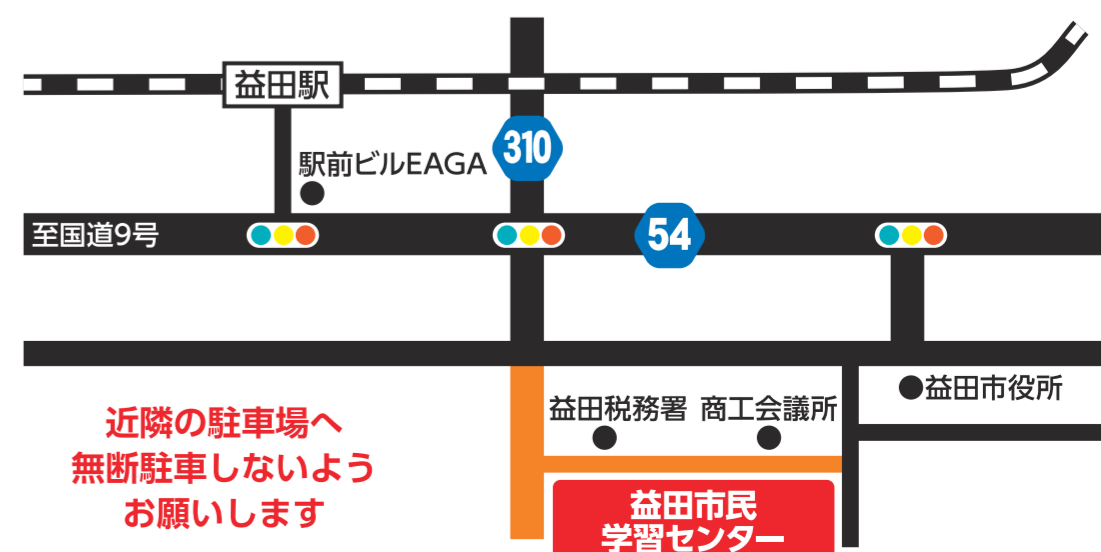 益田駅
310
駅前ビルEAGA
至国道9号
54
益田市役所
益田税務署
商工会議所
近隣の駐車場へ
無断駐車しないよう
お願いします
益田市民
学習センター